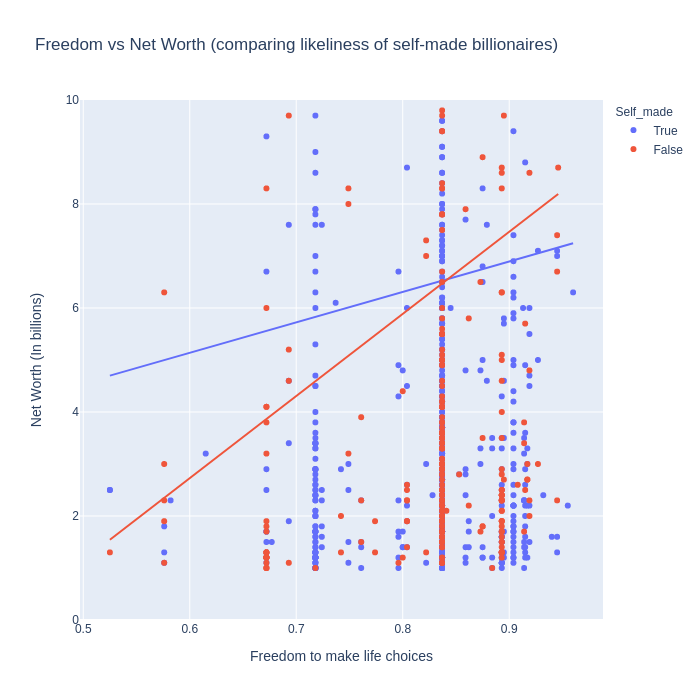 Freedom vs Net Worth (comparing likeliness of self-made billionaires)
Self_made
True
False
Net Worth (In billions)
10
8
6
4
2
0
0.5 0.6 0.7 0.8 0.9
Freedom to make life choices